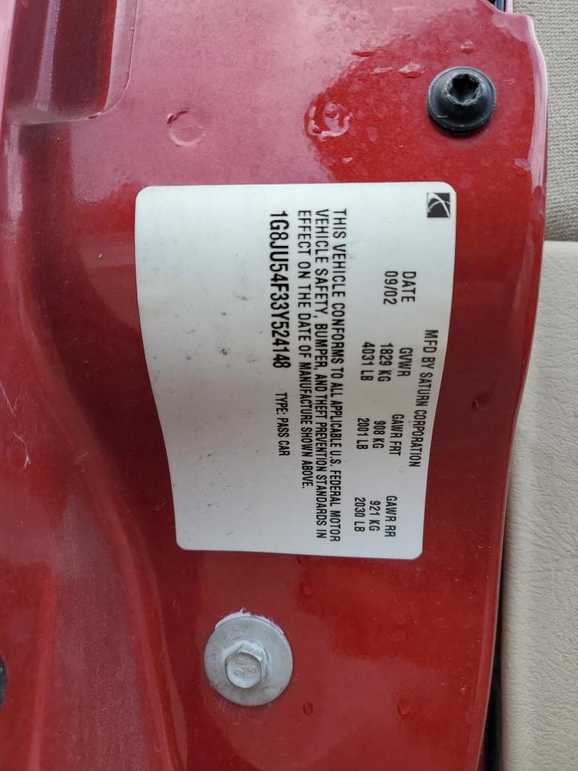 MFD BY SATURN CORPORATION
DATE GVWR GAWR FRT GAWR RR
09/02 1829 KG 908 KG 921 KG
4031 LB 2001 LB 2030 LB
THIS VEHICLE CONFORMS TO ALL APPLICABLE U.S. FEDERAL MOTOR
VEHICLE SAFETY, BUMPER, AND THEFT PREVENTION STANDARDS IN
EFFECT ON THE DATE OF MANUFACTURE SHOWN ABOVE.
1G8JU54F33Y524148 TYPE: PASS CAR